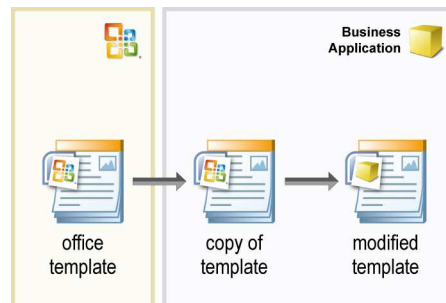 Business
Application
office
template
copy of
template
modified
template